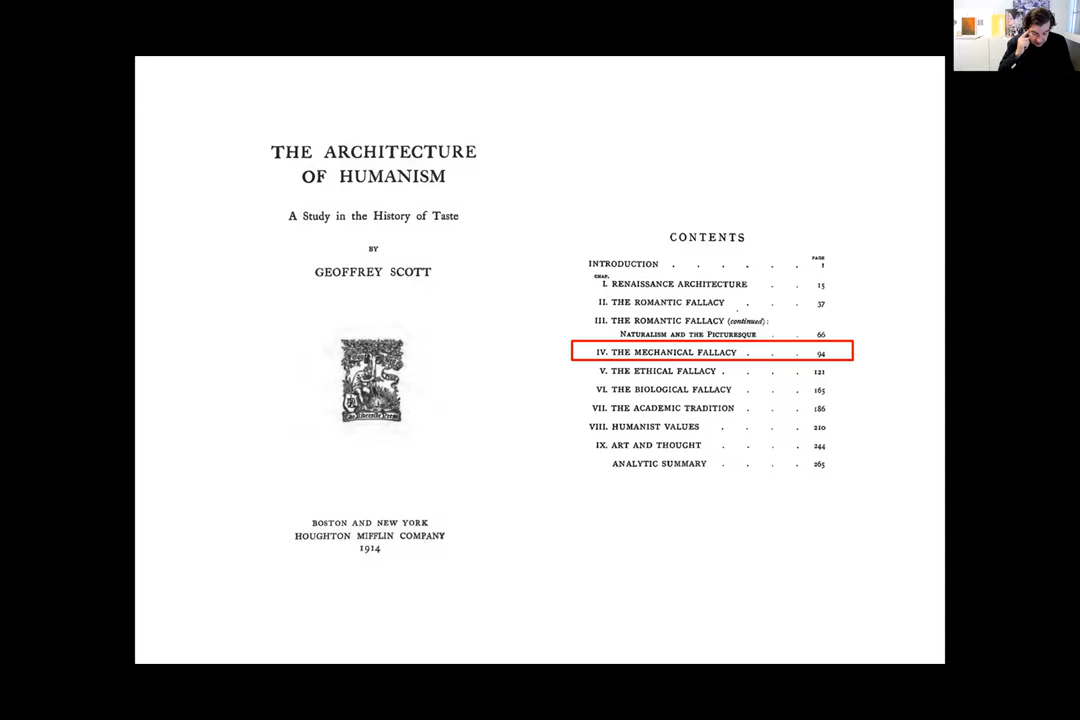 THE ARCHITECTURE
OF HUMANISM
A Study in the History of Taste
BY
GEOFFREY SCOTT
The Riverside Press
BOSTON AND NEW YORK
HOUGHTON MIFFLIN COMPANY
1914
CONTENTS
PAGE
INTRODUCTION . . . . . . 1
CHAP.
I. RENAISSANCE ARCHITECTURE . . 15
II. THE ROMANTIC FALLACY . . . 37
III. THE ROMANTIC FALLACY (continued):
NATURALISM AND THE PICTURESQUE . . 66
IV. THE MECHANICAL FALLACY . . . 94
V. THE ETHICAL FALLACY . . . . 121
VI. THE BIOLOGICAL FALLACY . . . 165
VII. THE ACADEMIC TRADITION . . . 186
VIII. HUMANIST VALUES . . . . 210
IX. ART AND THOUGHT . . . . 244
ANALYTIC SUMMARY . . . . 265